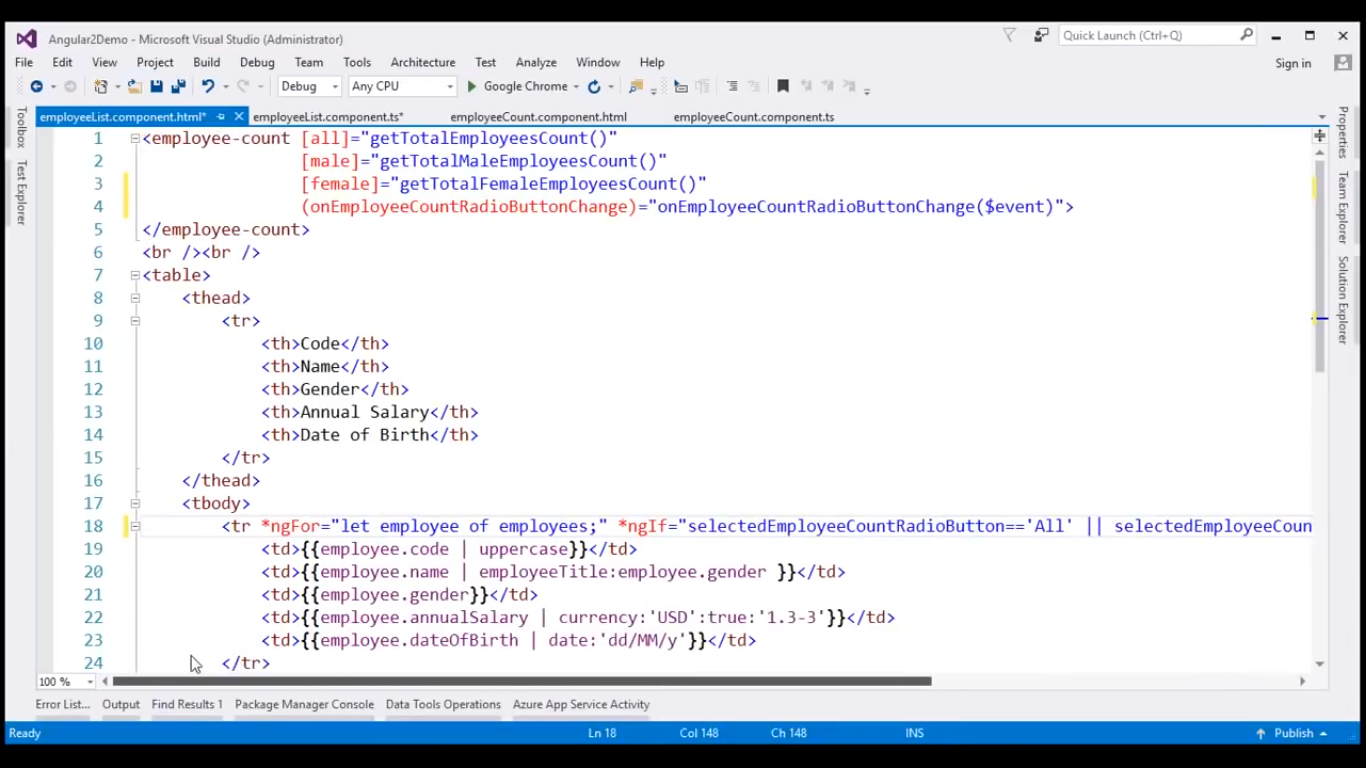 Angular2Demo - Microsoft Visual Studio (Administrator)
Quick Launch (Ctrl+Q)
File Edit View Project Build Debug Team Tools Architecture Test Analyze Window Help
Sign in
Debug Any CPU Google Chrome
employeeList.component.html* employeeList.component.ts* employeeCount.component.html employeeCount.component.ts
Toolbox
Test Explorer
1 <employee-count [all]="getTotalEmployeesCount()"
2 [male]="getTotalMaleEmployeesCount()"
3 [female]="getTotalFemaleEmployeesCount()"
4 (onEmployeeCountRadioButtonChange)="onEmployeeCountRadioButtonChange($event)">
5 </employee-count>
6 <br /><br />
7 <table>
8 <thead>
9 <tr>
10 <th>Code</th>
11 <th>Name</th>
12 <th>Gender</th>
13 <th>Annual Salary</th>
14 <th>Date of Birth</th>
15 </tr>
16 </thead>
17 <tbody>
18 <tr *ngFor="let employee of employees;" *ngIf="selectedEmployeeCountRadioButton=='All' || selectedEmployeeCoun
19 <td>{{employee.code | uppercase}}</td>
20 <td>{{employee.name | employeeTitle:employee.gender }}</td>
21 <td>{{employee.gender}}</td>
22 <td>{{employee.annualSalary | currency:'USD':true:'1.3-3'}}</td>
23 <td>{{employee.dateOfBirth | date:'dd/MM/y'}}</td>
24 </tr>
Properties
Team Explorer
Solution Explorer
100 %
Error List... Output Find Results 1 Package Manager Console Data Tools Operations Azure App Service Activity
Ready Ln 18 Col 148 Ch 148 INS Publish